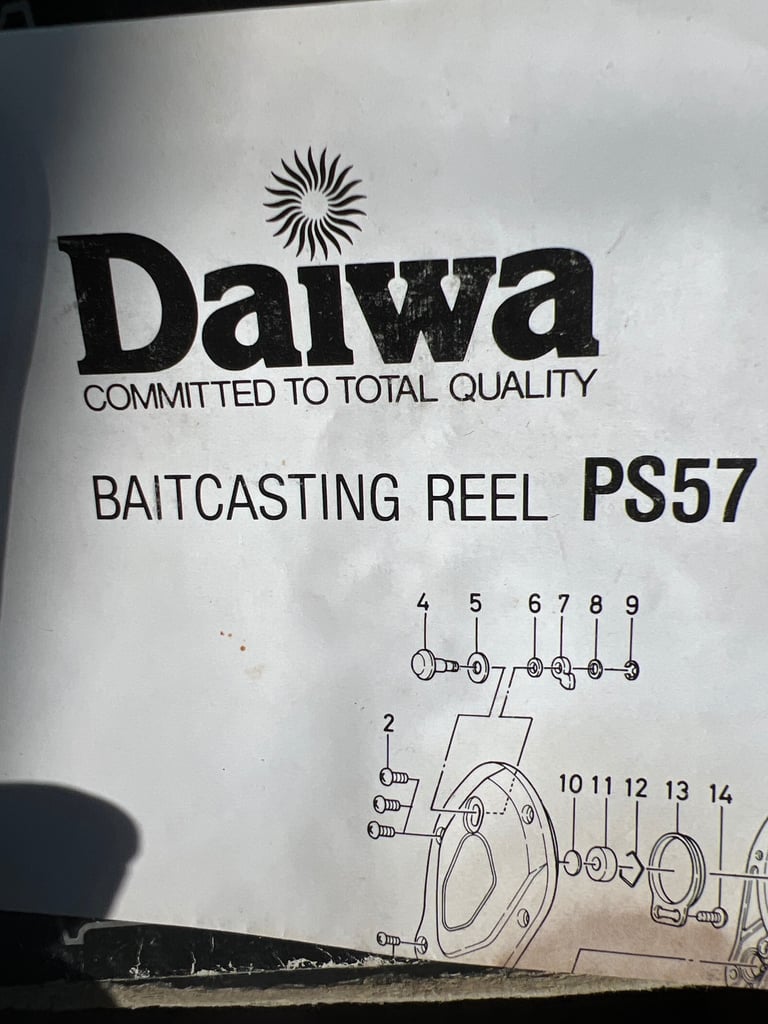 Daiwa
COMMITTED TO TOTAL QUALITY
BAITCASTING REEL PS57
4 5 6 7 8 9
2
10 11 12 13 14